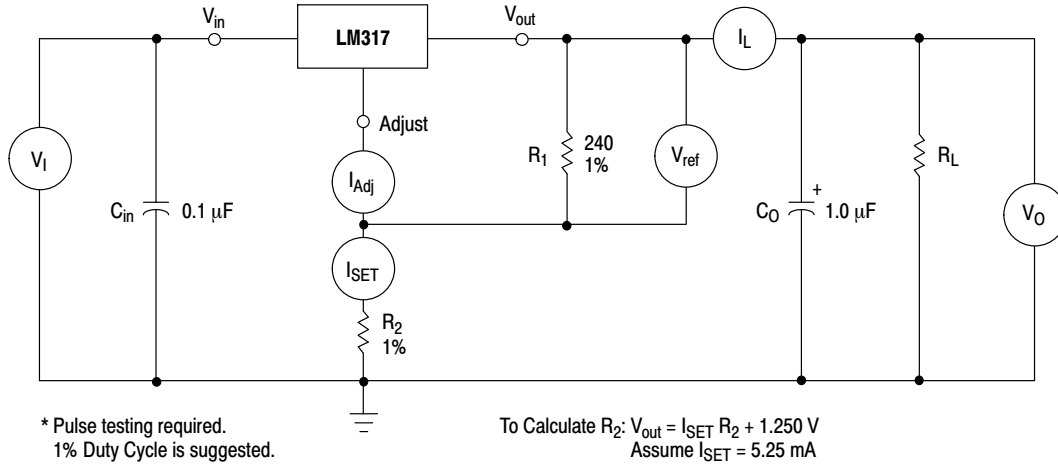 Vin
LM317
Vout
IL
Adjust
VI
R1
240
1%
Vref
RL
IAdj
Cin
0.1 μF
CO
+
1.0 μF
VO
ISET
R2
1%
* Pulse testing required.
1% Duty Cycle is suggested.
To Calculate R2: Vout = ISET R2 + 1.250 V
Assume ISET = 5.25 mA